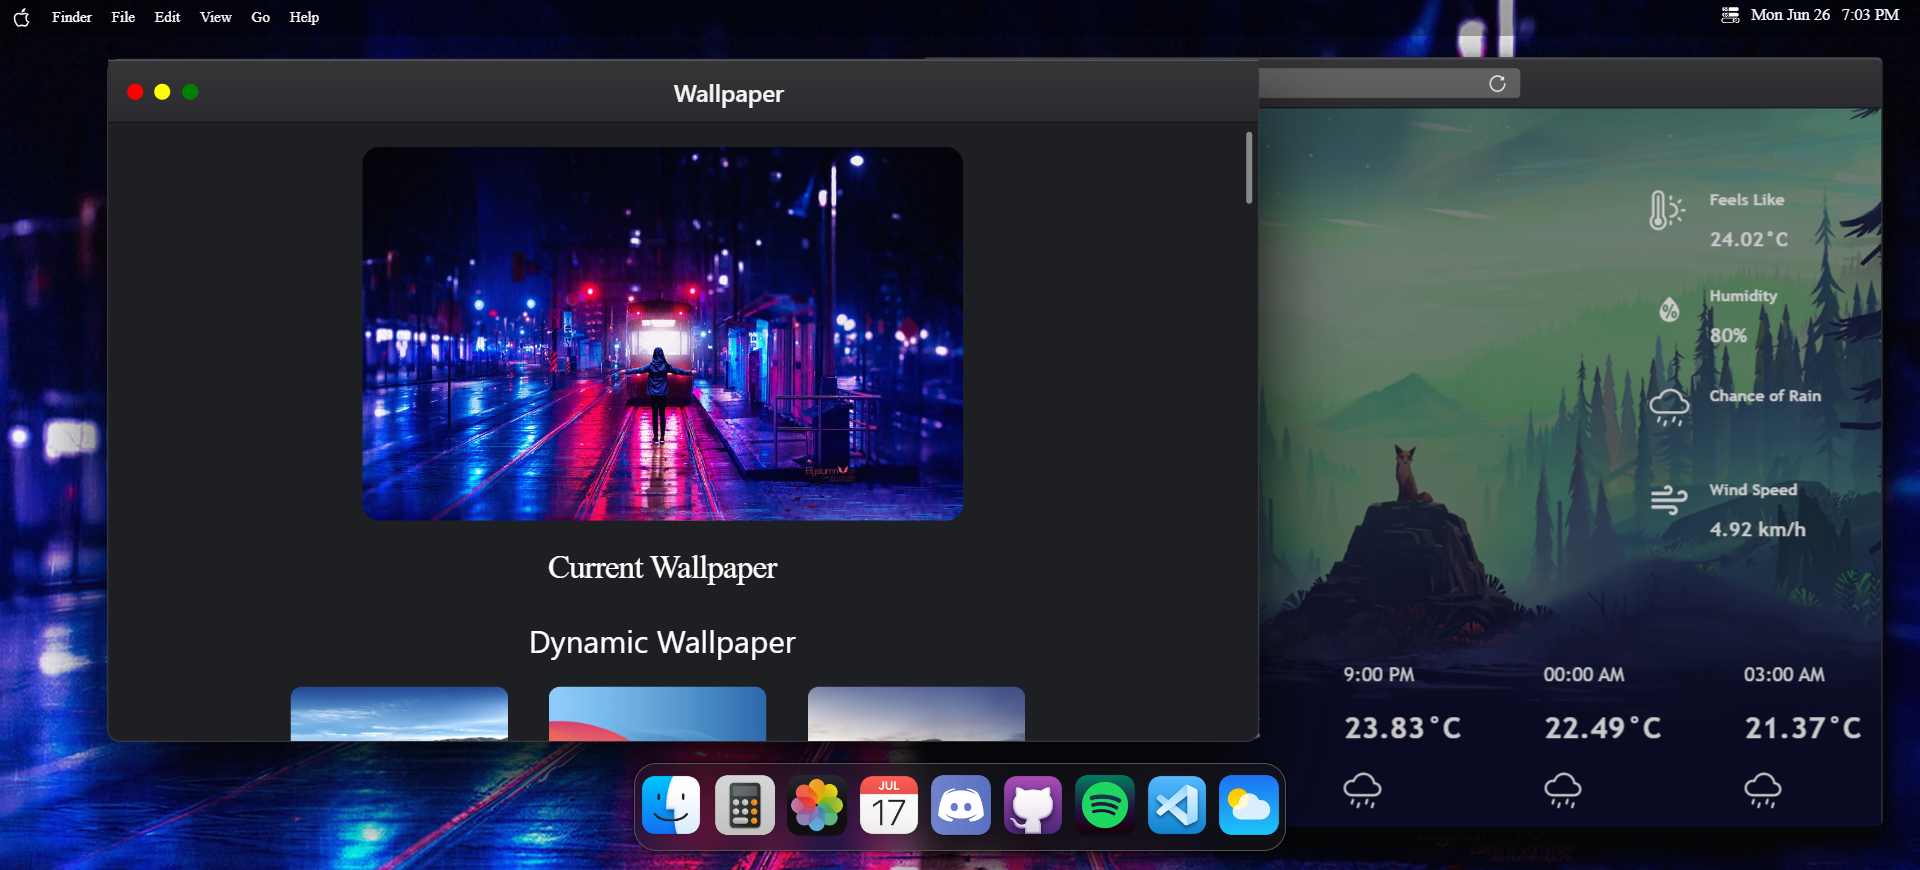 Finder File Edit View Go Help
Mon Jun 26 7:03 PM
Wallpaper
Current Wallpaper
Dynamic Wallpaper
Feels Like
24.02°C
Humidity
80%
Chance of Rain
Wind Speed
4.92 km/h
9:00 PM 00:00 AM 03:00 AM
23.83°C 22.49°C 21.37°C
JUL
17